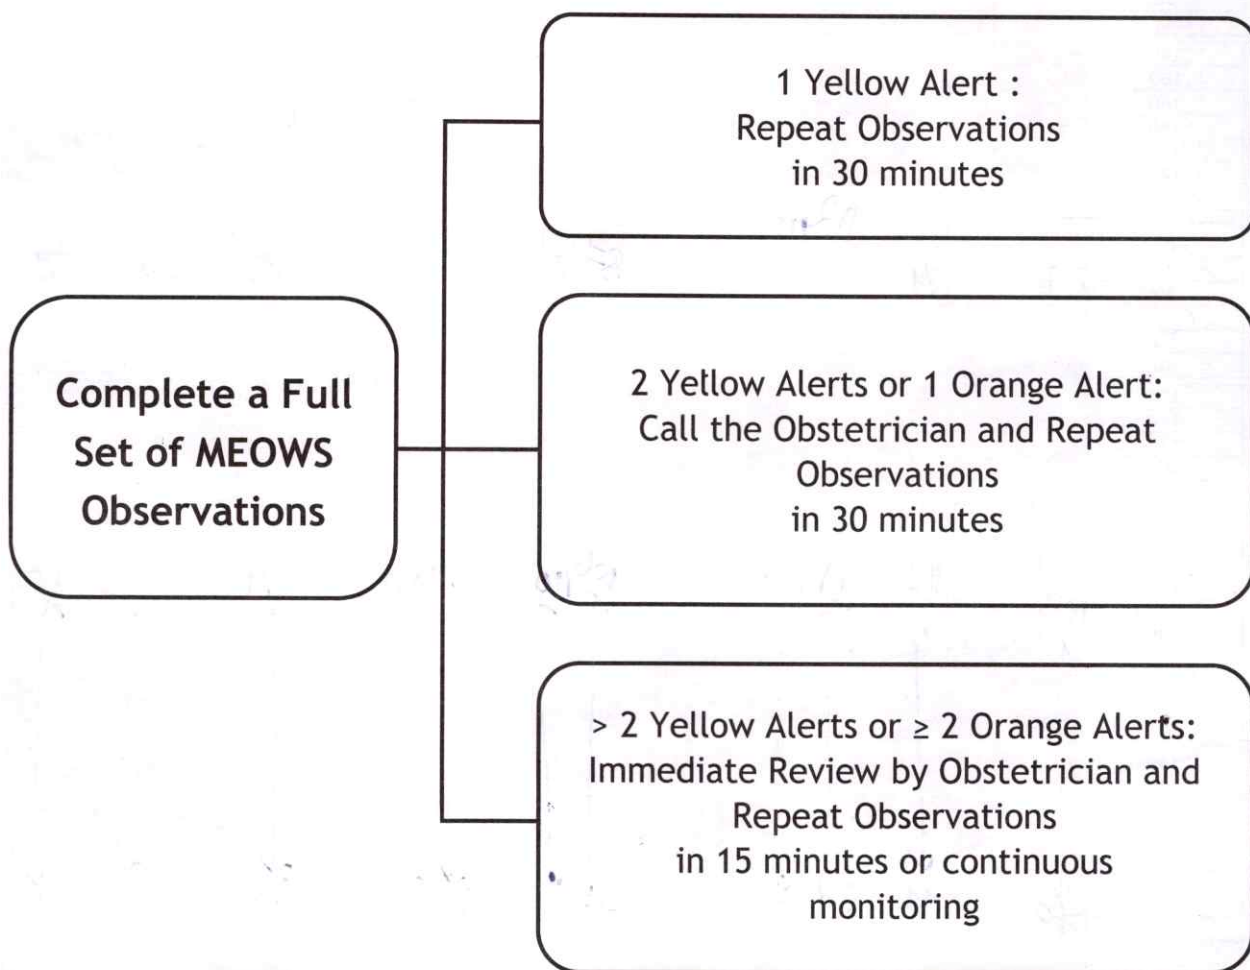 1 Yellow Alert :
Repeat Observations
in 30 minutes
Complete a Full
Set of MEOWS
Observations
2 Yellow Alerts or 1 Orange Alert:
Call the Obstetrician and Repeat
Observations
in 30 minutes
> 2 Yellow Alerts or ≥ 2 Orange Alerts:
Immediate Review by Obstetrician and
Repeat Observations
in 15 minutes or continuous
monitoring